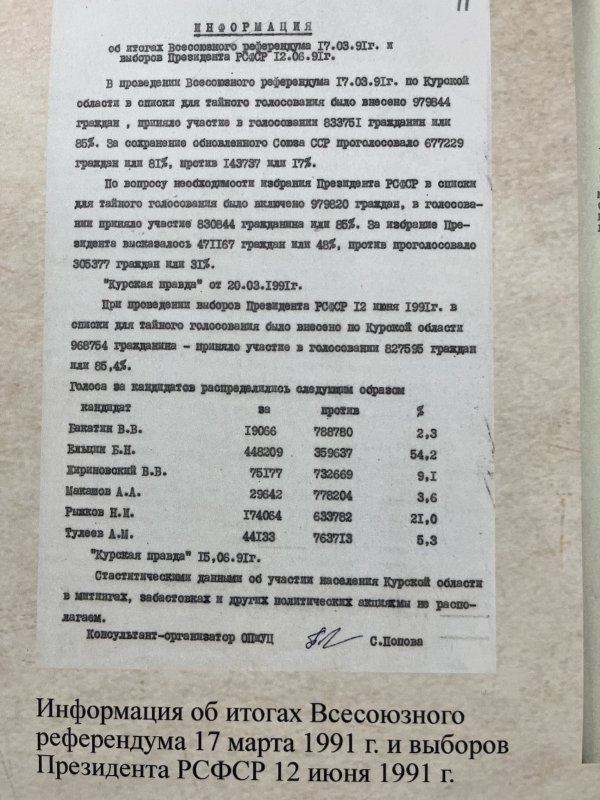 11
ИНФОРМАЦИЯ
об итогах Всесоюзного референдума 17.03.91г. и
выборов Президента РСФСР 12.06.91г.
В проведении Всесоюзного референдума 17.03.91г. по Курской
области в списки для тайного голосования было внесено 979844
граждан , приняло участие в голосовании 833751 гражданин или
85%. За сохранение обновленного Союза ССР проголосовало 677229
граждан или 81%, против 143737 или 17%.
По вопросу необходимости избрания Президента РСФСР в списки
для тайного голосования было включено 979820 граждан, в голосова-
нии приняло участие 830844 гражданина или 85%. За избрание Пре-
зидента высказалось 471167 граждан или 48%, против проголосовало
305377 граждан или 31%.
"Курская правда" от 20.03.1991г.
При проведении выборов Президента РСФСР 12 июня 1991г. в
списки для тайного голосования было внесено по Курской области
968754 гражданина - приняло участие в голосовании 827595 граждан
или 85,4%.
Голоса за кандидатов распределились следующим образом
кандидат за против %
Бакатин В.В. 19066 788780 2,3
Ельцин Б.Н. 448209 359637 54,2
Жириновский В.В. 75177 732669 9,1
Макашов А.А. 29642 778204 3,6
Рыжков Н.И. 174064 633782 21,0
Тулеев А.М. 44133 763713 5,3
"Курская правда" 15,06.91г.
Стаститическими данными об участии населения Курской области
в митингах, забастовках и других политических акциямы не распо-
лагаем.
Консультант-организатор ОПФУЦ С.Попова
Информация об итогах Всесоюзного
референдума 17 марта 1991 г. и выборов
Президента РСФСР 12 июня 1991 г.